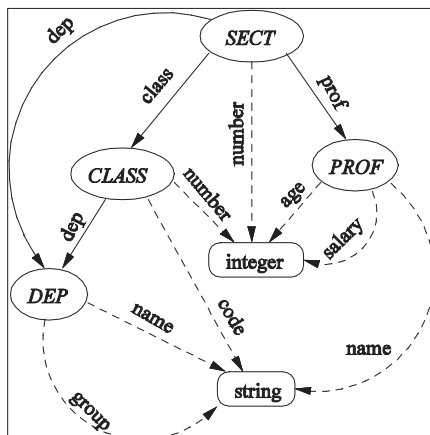 dep
SECT
class
number
prof
CLASS
number
PROF
age
salary
dep
integer
DEP
name
code
name
group
string